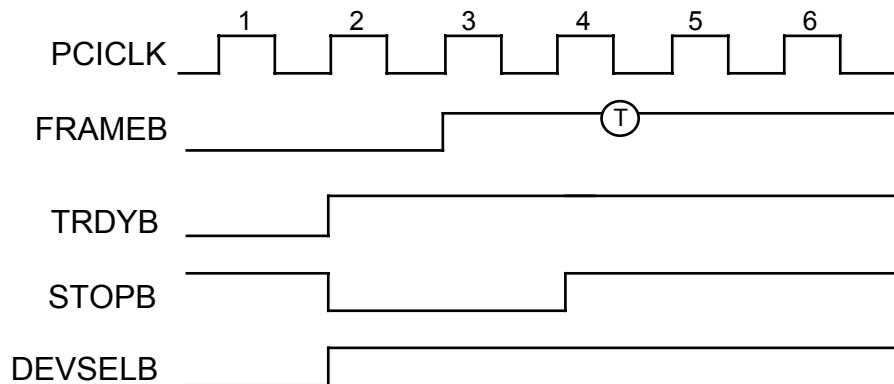 1 2 3 4 5 6
PCICLK
FRAMEB
T
TRDYB
STOPB
DEVSELB